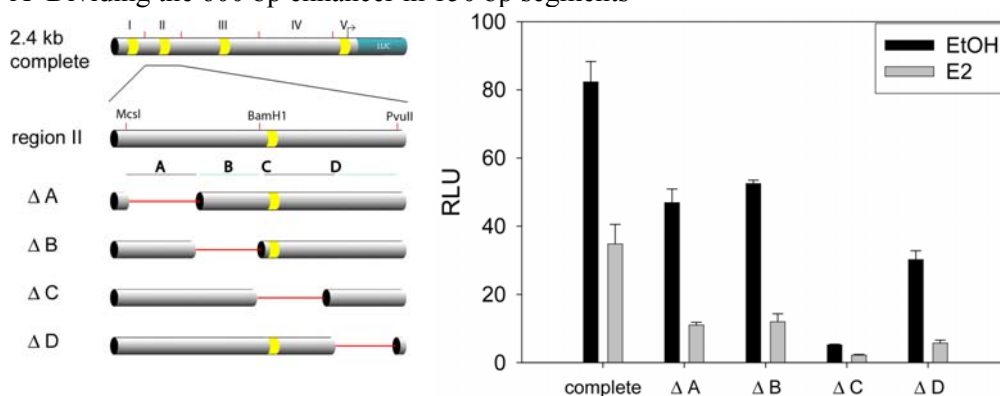 I II III IV V
2.4 kb
complete
LUC
McsI BamH1 PvuII
region II
A B C D
Δ A
Δ B
Δ C
Δ D
EtOH
E2
RLU
80
60
40
20
0
complete Δ A Δ B Δ C Δ D